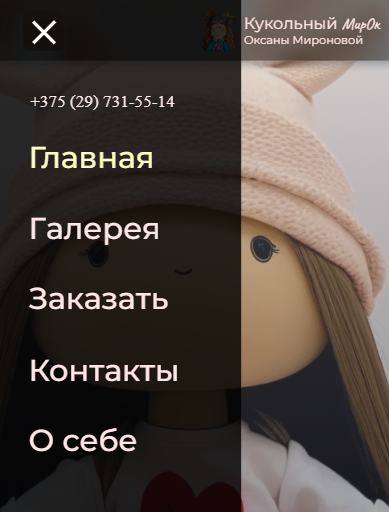 Кукольный МирОк
Оксаны Мироновой
+375 (29) 731-55-14
Главная
Галерея
Заказать
Контакты
О себе